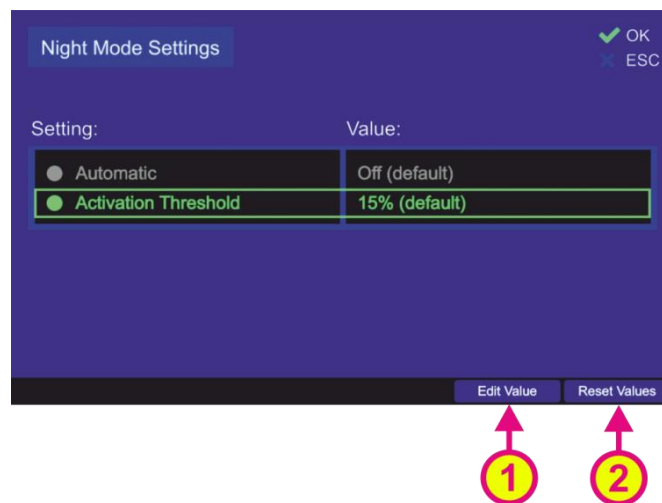 Night Mode Settings
OK
ESC
Setting: Value:
Automatic Off (default)
Activation Threshold 15% (default)
Edit Value Reset Values
1 2